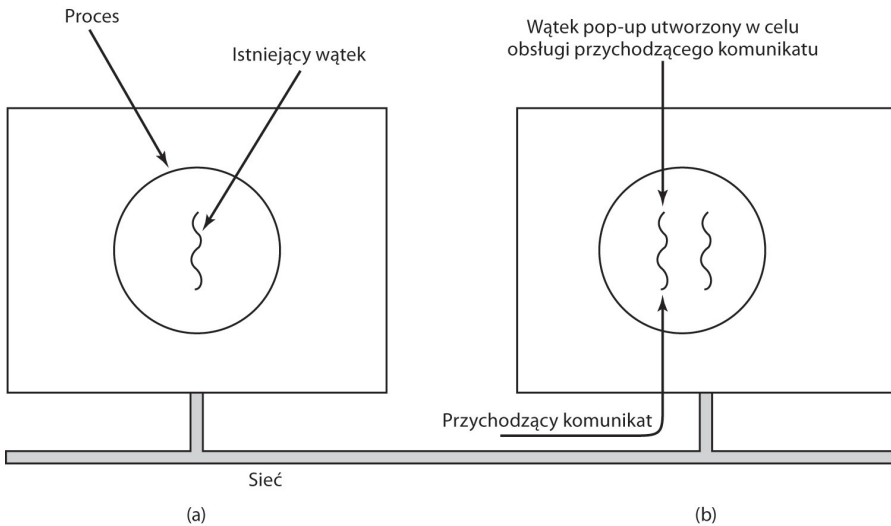 Proces
Istniejący wątek
Wątek pop-up utworzony w celu
obsługi przychodzącego komunikatu
Przychodzący komunikat
Sieć
(a)
(b)